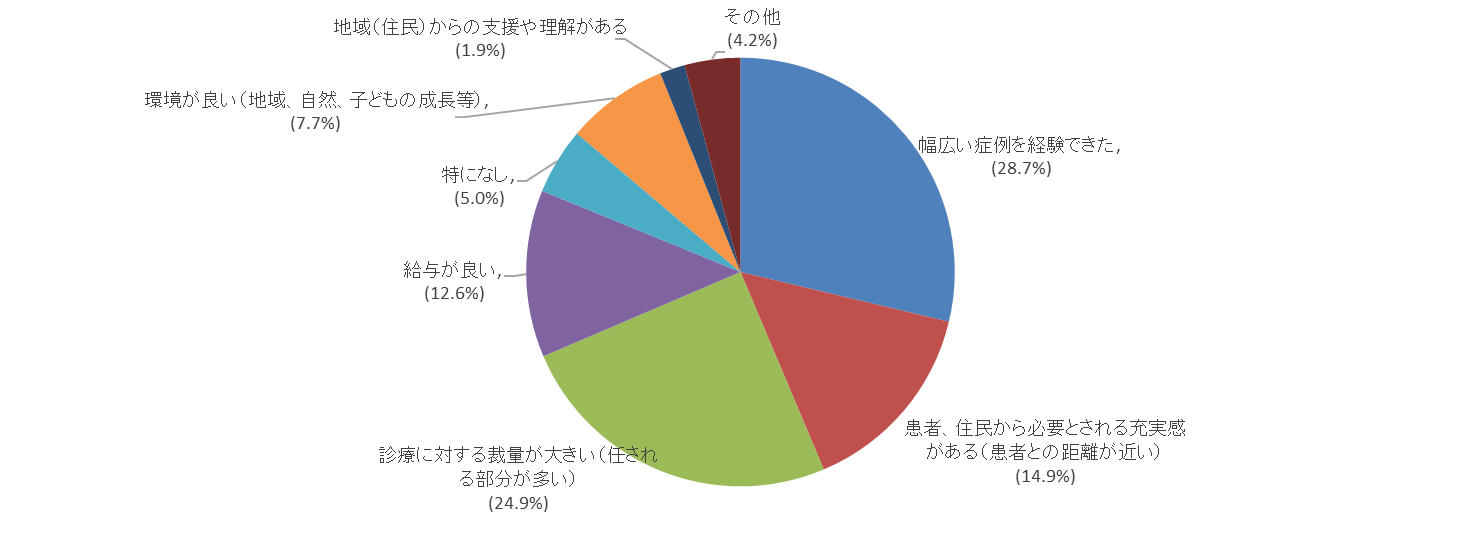 その他
(4.2%)
地域（住民）からの支援や理解がある
(1.9%)
環境が良い（地域、自然、子どもの成長等）,
(7.7%)
幅広い症例を経験できた,
(28.7%)
特になし,
(5.0%)
給与が良い,
(12.6%)
患者、住民から必要とされる充実感
がある（患者との距離が近い）
(14.9%)
診療に対する裁量が大きい（任され
る部分が多い）
(24.9%)